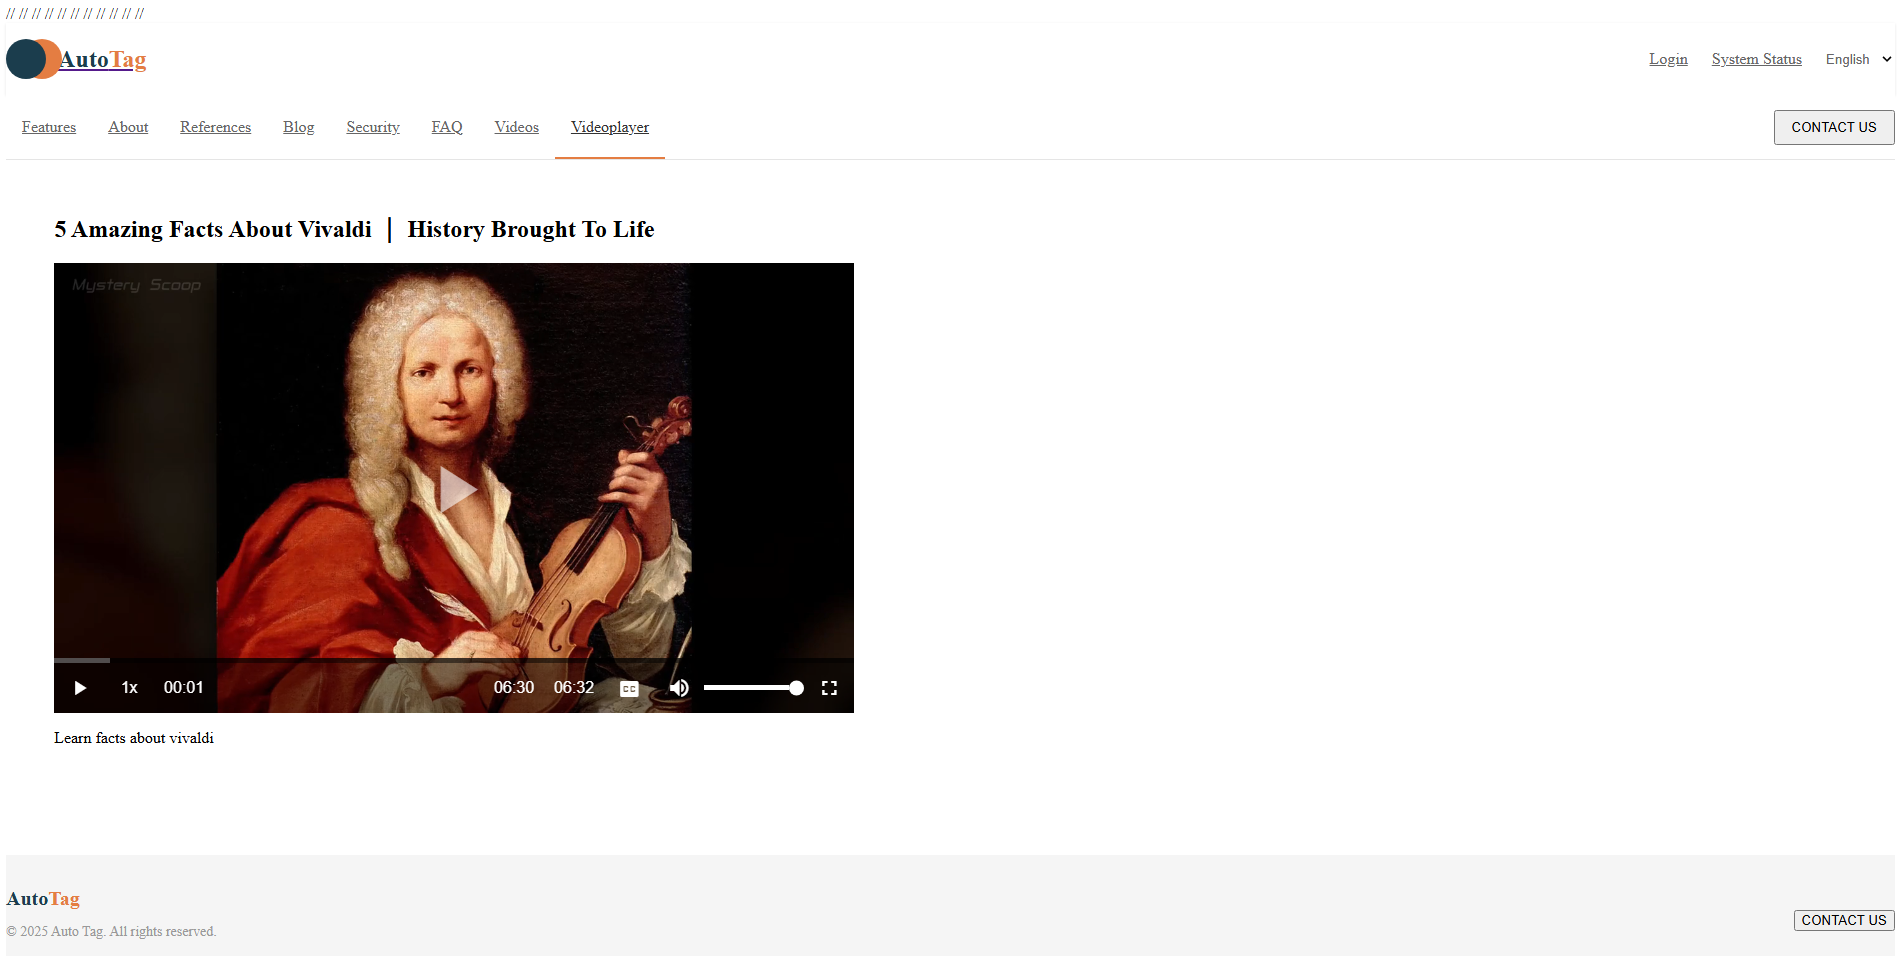 // // // // // // // // // // //
AutoTag
Login System Status English
Features About References Blog Security FAQ Videos Videoplayer CONTACT US
5 Amazing Facts About Vivaldi | History Brought To Life
Mystery Scoop
1x 00:01 06:30 06:32 CC
Learn facts about vivaldi
AutoTag
CONTACT US
© 2025 Auto Tag. All rights reserved.